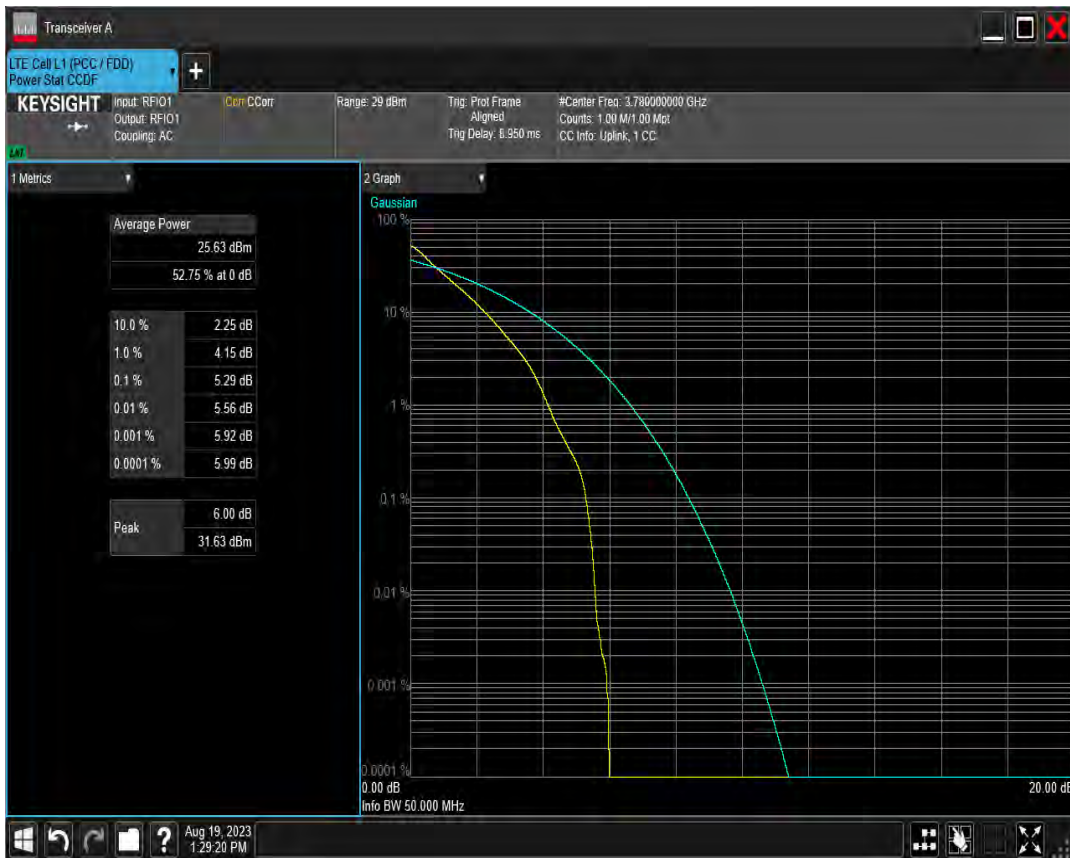 Transceiver A
LTE Cell L1 (PCC / FDD)
Power Stat CCDF
KEYSIGHT
Input: RFIO1
Output: RFIO1
Coupling: AC
Corr CCorr
Range: 29 dBm
Trig: Prot Frame
Aligned
Trig Delay: 8.950 ms
#Center Freq: 3.780000000 GHz
Counts: 1.00 M/1.00 Mpt
CC Info: Uplink, 1 CC
1 Metrics
Average Power
25.63 dBm
52.75 % at 0 dB
10.0 % 2.25 dB
1.0 % 4.15 dB
0.1 % 5.29 dB
0.01 % 5.56 dB
0.001 % 5.92 dB
0.0001 % 5.99 dB
Peak 6.00 dB
31.63 dBm
2 Graph
Gaussian
100 %
10 %
1 %
0.1 %
0.01 %
0.001 %
0.0001 %
0.00 dB
20.00 dB
Info BW 50.000 MHz
Aug 19, 2023
1:29:20 PM